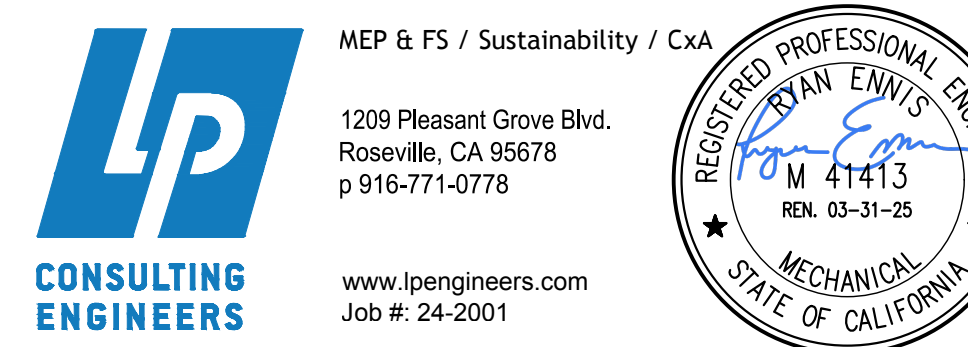 LP
CONSULTING
ENGINEERS
MEP & FS / Sustainability / CxA
1209 Pleasant Grove Blvd.
Roseville, CA 95678
p 916-771-0778
www.lpengineers.com
Job #: 24-2001
REGISTERED PROFESSIONAL
RYAN ENNIS
M 41413
REN. 03-31-25
MECHANICAL
STATE OF CALIFORNIA